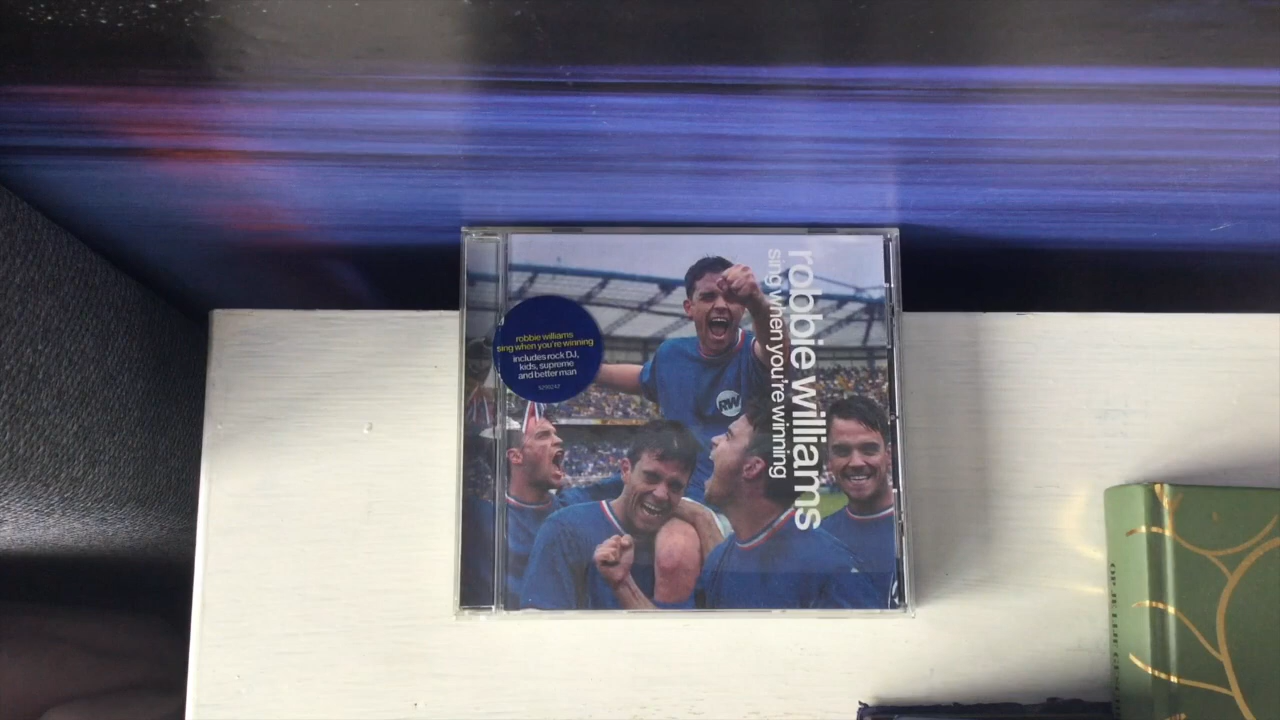 robbie williams
sing when you're winning
includes rock DJ,
kids, supreme
and better man
RW
robbie williams
sing when you're winning